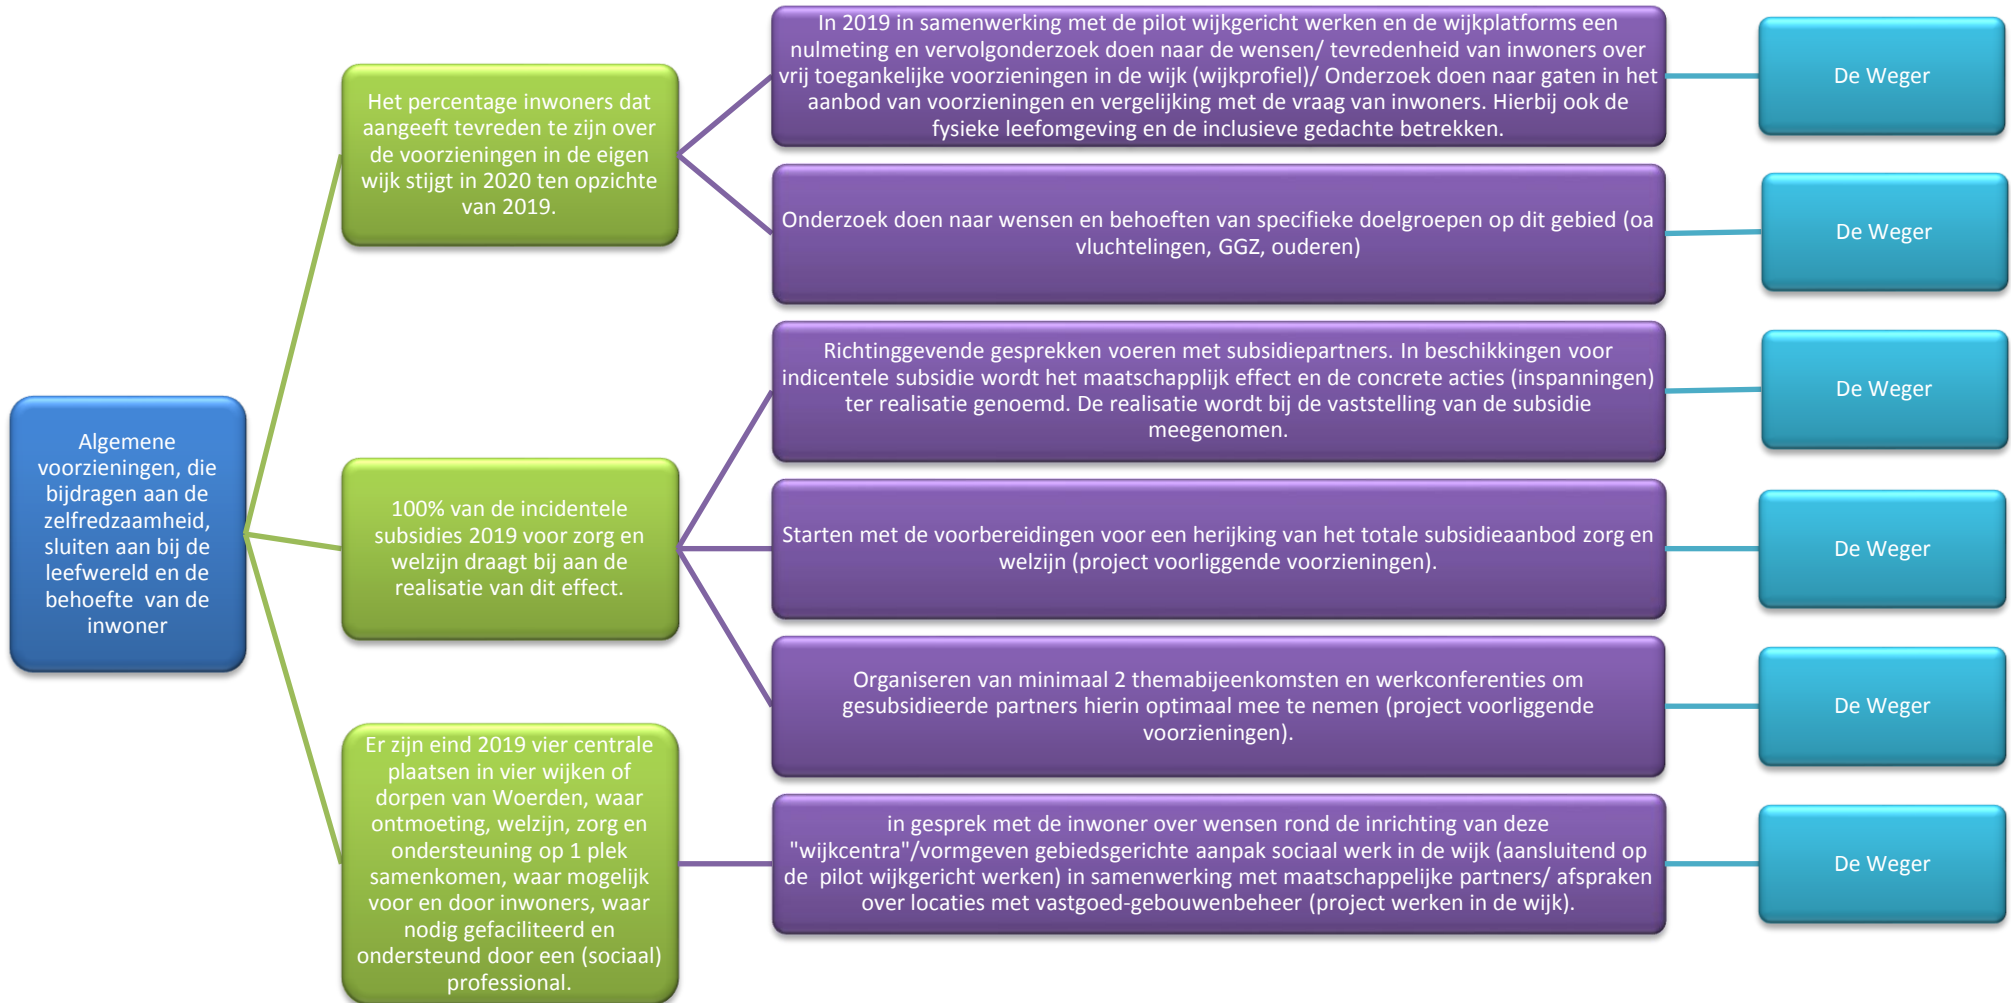 Algemene
voorzieningen, die
bijdragen aan de
zelfredzaamheid,
sluiten aan bij de
leefwereld en de
behoefte van de
inwoner
Het percentage inwoners dat
aangeeft tevreden te zijn over
de voorzieningen in de eigen
wijk stijgt in 2020 ten opzichte
van 2019.
In 2019 in samenwerking met de pilot wijkgericht werken en de wijkplatforms een
nulmeting en vervolgonderzoek doen naar de wensen/ tevredenheid van inwoners over
vrij toegankelijke voorzieningen in de wijk (wijkprofiel)/ Onderzoek doen naar gaten in het
aanbod van voorzieningen en vergelijking met de vraag van inwoners. Hierbij ook de
fysieke leefomgeving en de inclusieve gedachte betrekken.
De Weger
Onderzoek doen naar wensen en behoeften van specifieke doelgroepen op dit gebied (oa
vluchtelingen, GGZ, ouderen)
De Weger
100% van de incidentele
subsidies 2019 voor zorg en
welzijn draagt bij aan de
realisatie van dit effect.
Richtinggevende gesprekken voeren met subsidiepartners. In beschikkingen voor
indicentele subsidie wordt het maatschapplijk effect en de concrete acties (inspanningen)
ter realisatie genoemd. De realisatie wordt bij de vaststelling van de subsidie
meegenomen.
De Weger
Starten met de voorbereidingen voor een herijking van het totale subsidieaanbod zorg en
welzijn (project voorliggende voorzieningen).
De Weger
Organiseren van minimaal 2 themabijeenkomsten en werkconferenties om
gesubsidieerde partners hierin optimaal mee te nemen (project voorliggende
voorzieningen).
De Weger
Er zijn eind 2019 vier centrale
plaatsen in vier wijken of
dorpen van Woerden, waar
ontmoeting, welzijn, zorg en
ondersteuning op 1 plek
samenkomen, waar mogelijk
voor en door inwoners, waar
nodig gefaciliteerd en
ondersteund door een (sociaal)
professional.
in gesprek met de inwoner over wensen rond de inrichting van deze
"wijkcentra"/vormgeven gebiedsgerichte aanpak sociaal werk in de wijk (aansluitend op
de pilot wijkgericht werken) in samenwerking met maatschappelijke partners/ afspraken
over locaties met vastgoed-gebouwenbeheer (project werken in de wijk).
De Weger